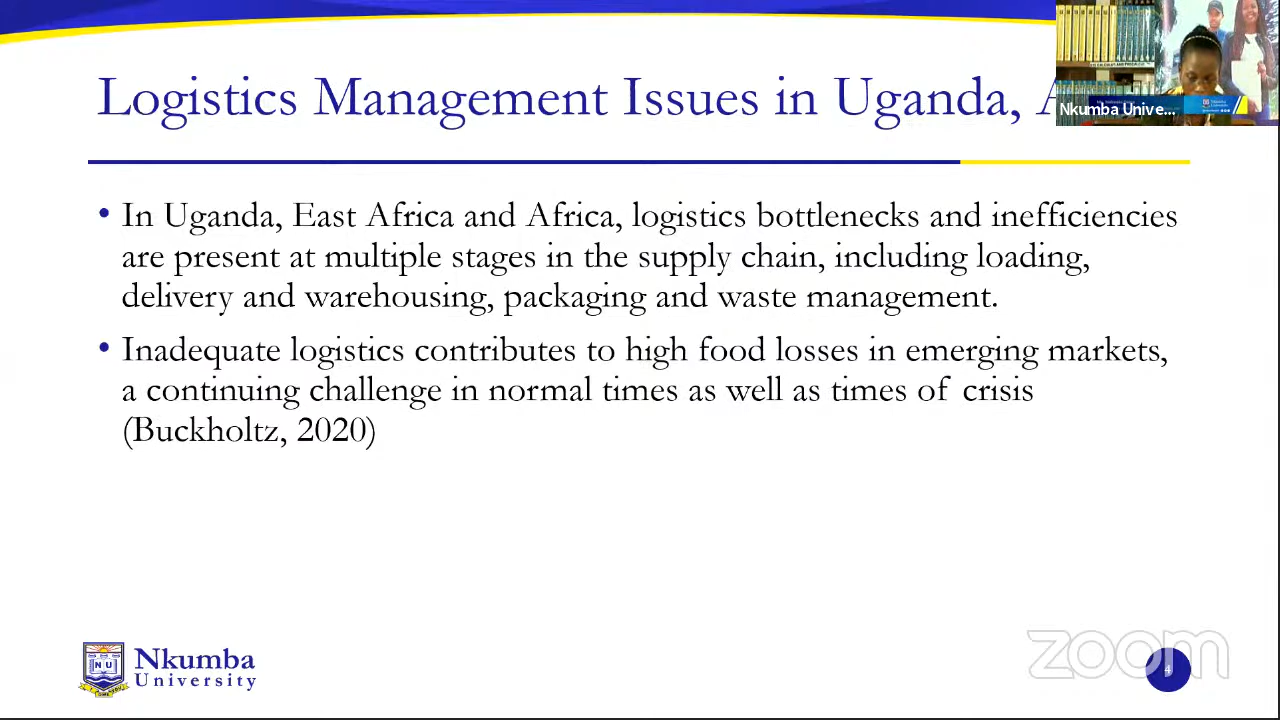 Logistics Management Issues in Uganda,
Nkumba Unive...
• In Uganda, East Africa and Africa, logistics bottlenecks and inefficiencies
are present at multiple stages in the supply chain, including loading,
delivery and warehousing, packaging and waste management.
• Inadequate logistics contributes to high food losses in emerging markets,
a continuing challenge in normal times as well as times of crisis
(Buckholtz, 2020)
N U
Nkumba
University
zoom
4